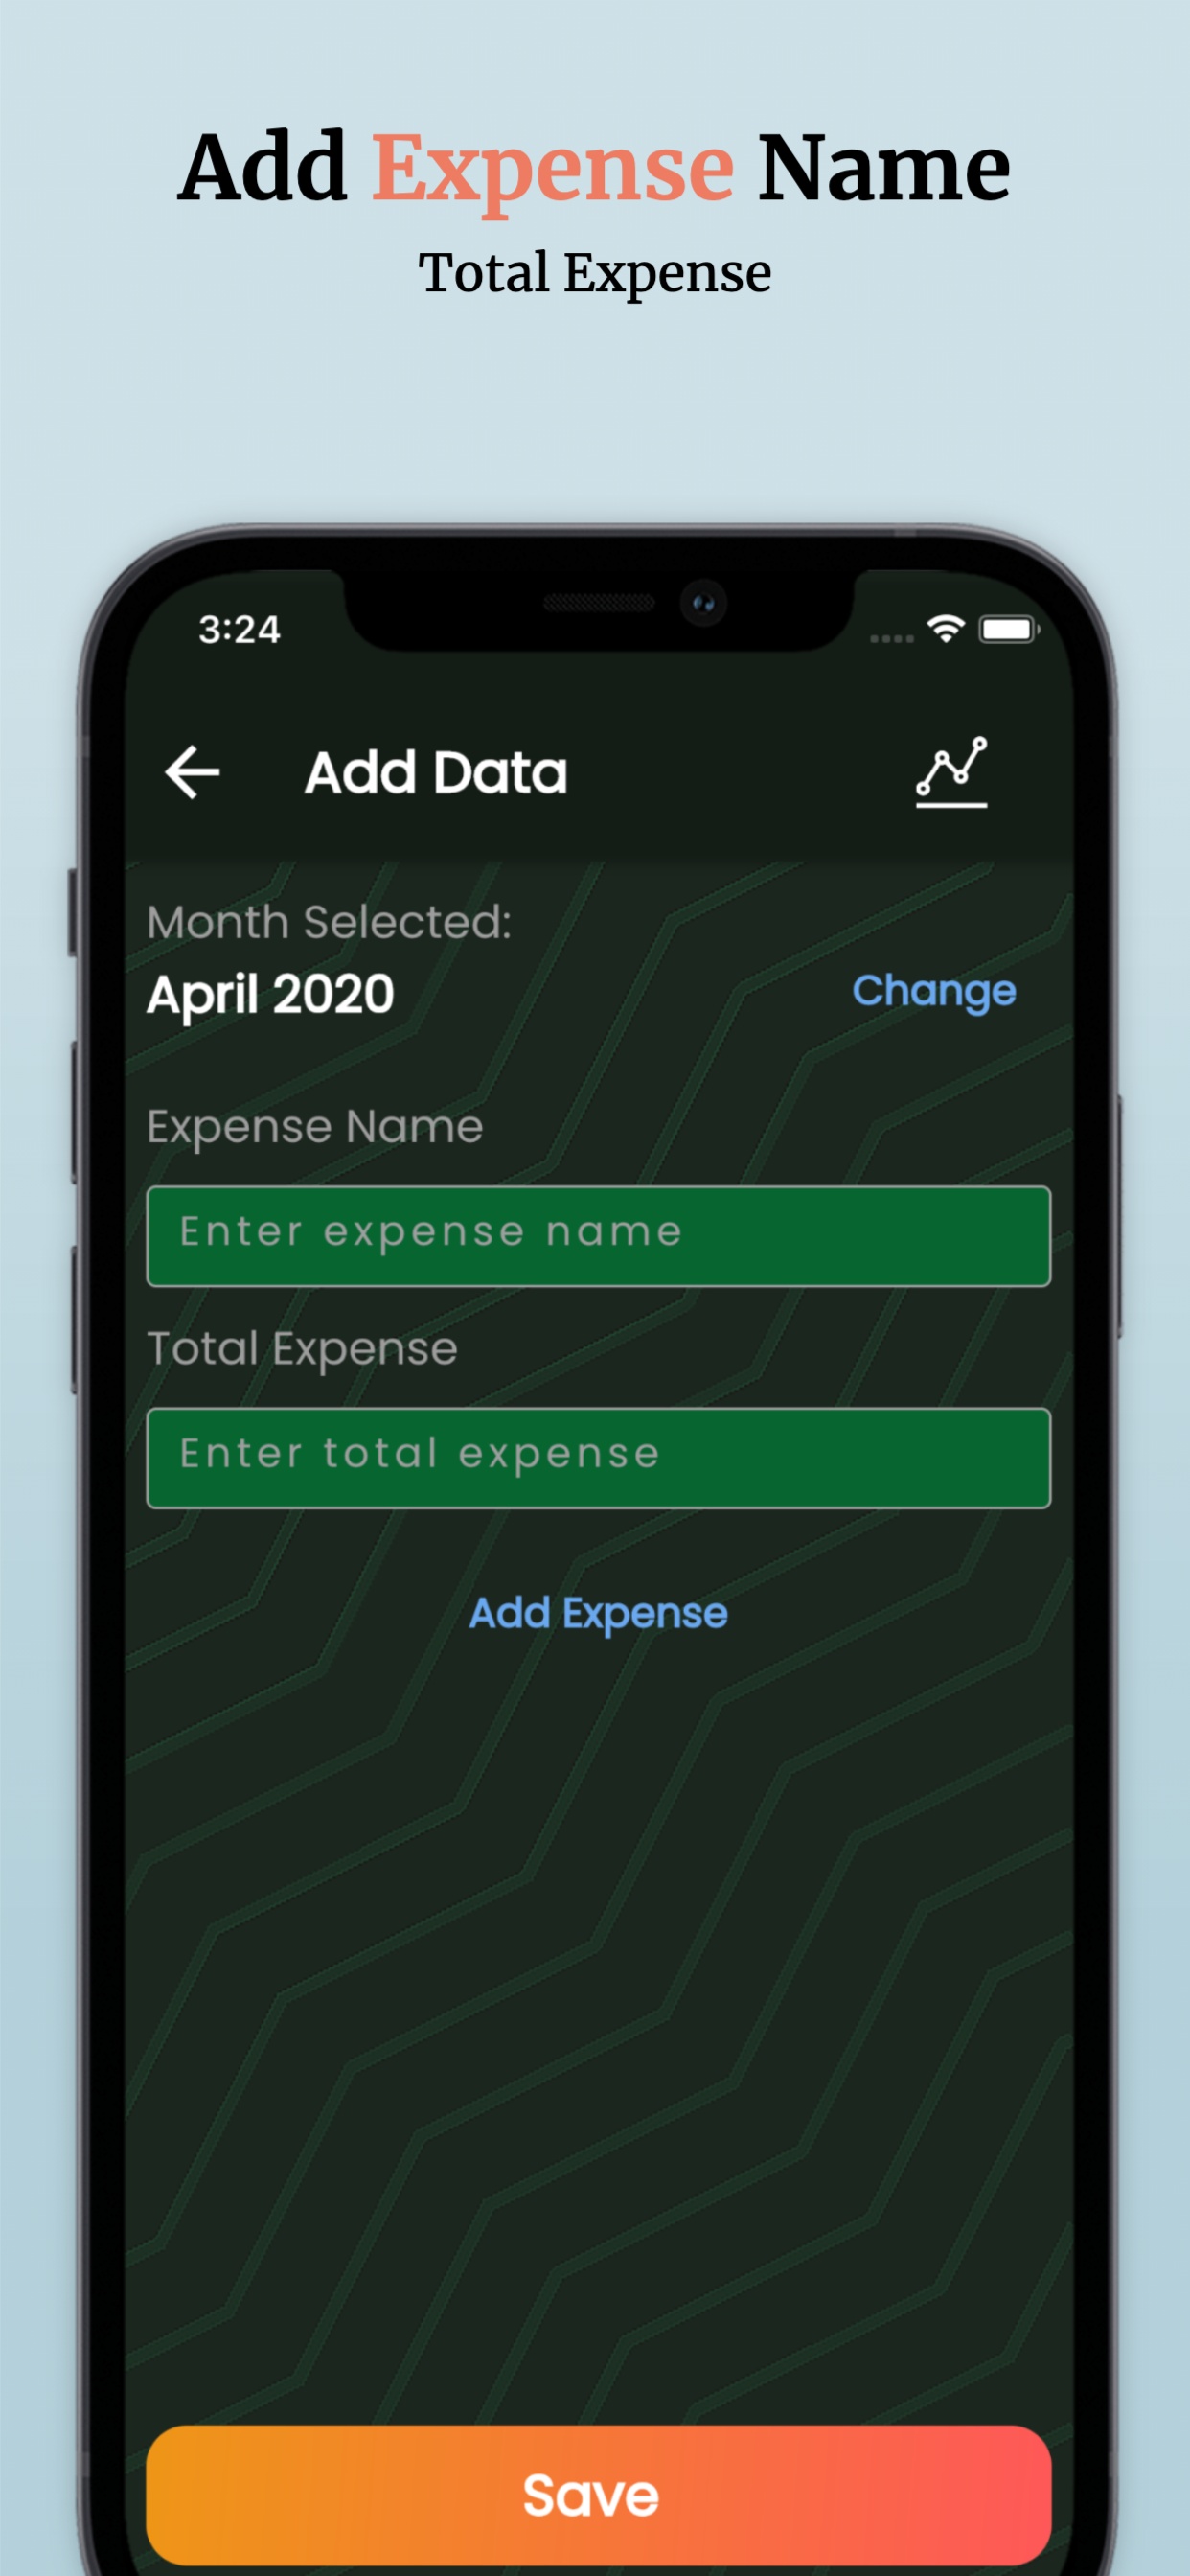 Add Expense Name
Total Expense
3:24
Add Data
Month Selected:
April 2020
Change
Expense Name
Enter expense name
Total Expense
Enter total expense
Add Expense
Save